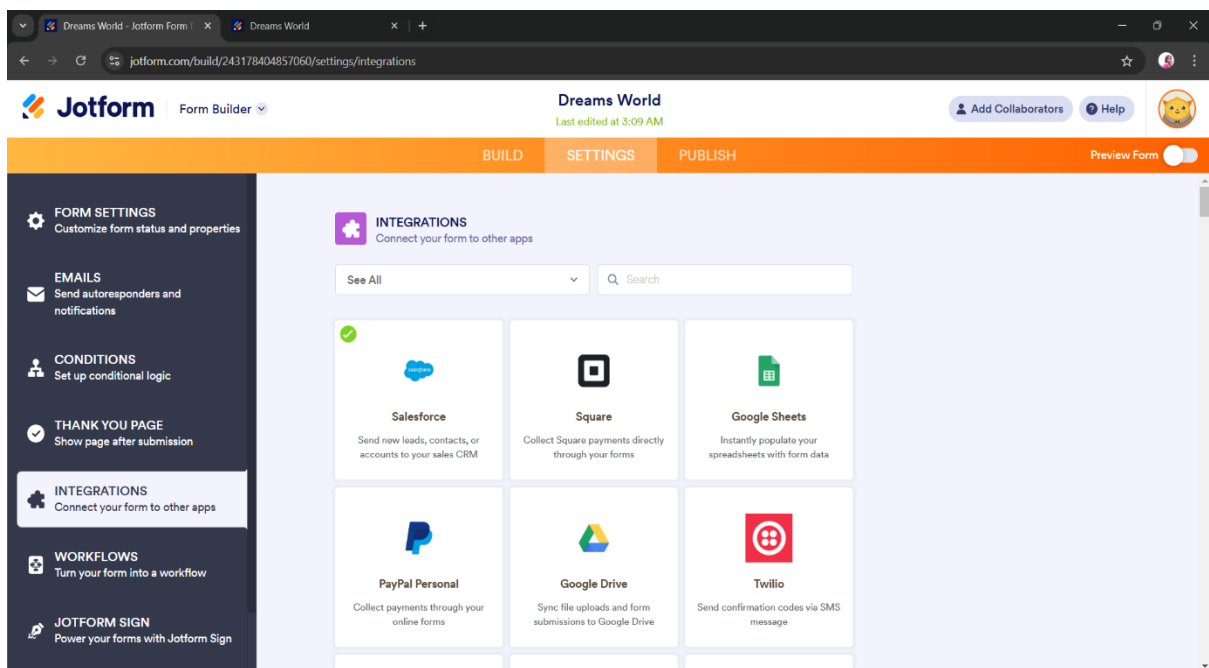 Dreams World - Jotform Form
Dreams World
jotform.com/build/243178404857060/settings/integrations
Jotform
Form Builder
Dreams World
Last edited at 3:09 AM
Add Collaborators
Help
BUILD
SETTINGS
PUBLISH
Preview Form
FORM SETTINGS
Customize form status and properties
EMAILS
Send autoresponders and
notifications
CONDITIONS
Set up conditional logic
THANK YOU PAGE
Show page after submission
INTEGRATIONS
Connect your form to other apps
WORKFLOWS
Turn your form into a workflow
JOTFORM SIGN
Power your forms with Jotform Sign
INTEGRATIONS
Connect your form to other apps
See All
Search
salesforce
Salesforce
Send new leads, contacts, or
accounts to your sales CRM
Square
Collect Square payments directly
through your forms
Google Sheets
Instantly populate your
spreadsheets with form data
PayPal Personal
Collect payments through your
online forms
Google Drive
Sync file uploads and form
submissions to Google Drive
Twilio
Send confirmation codes via SMS
message